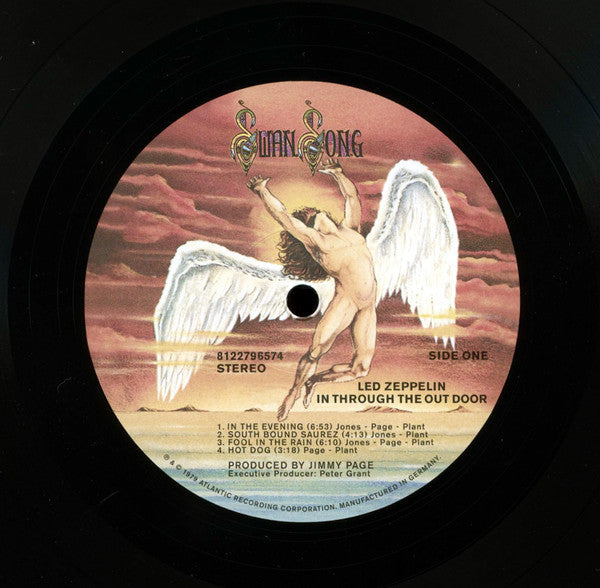 Swan Song
8122796574
STEREO
SIDE ONE
LED ZEPPELIN
IN THROUGH THE OUT DOOR
1. IN THE EVENING (6:53) Jones - Page - Plant
2. SOUTH BOUND SAUREZ (4:13) Jones - Plant
3. FOOL IN THE RAIN (6:10) Jones - Page - Plant
4. HOT DOG (3:18) Page - Plant
PRODUCED BY JIMMY PAGE
Executive Producer: Peter Grant
℗ & © 1979 ATLANTIC RECORDING CORPORATION. MANUFACTURED IN GERMANY.